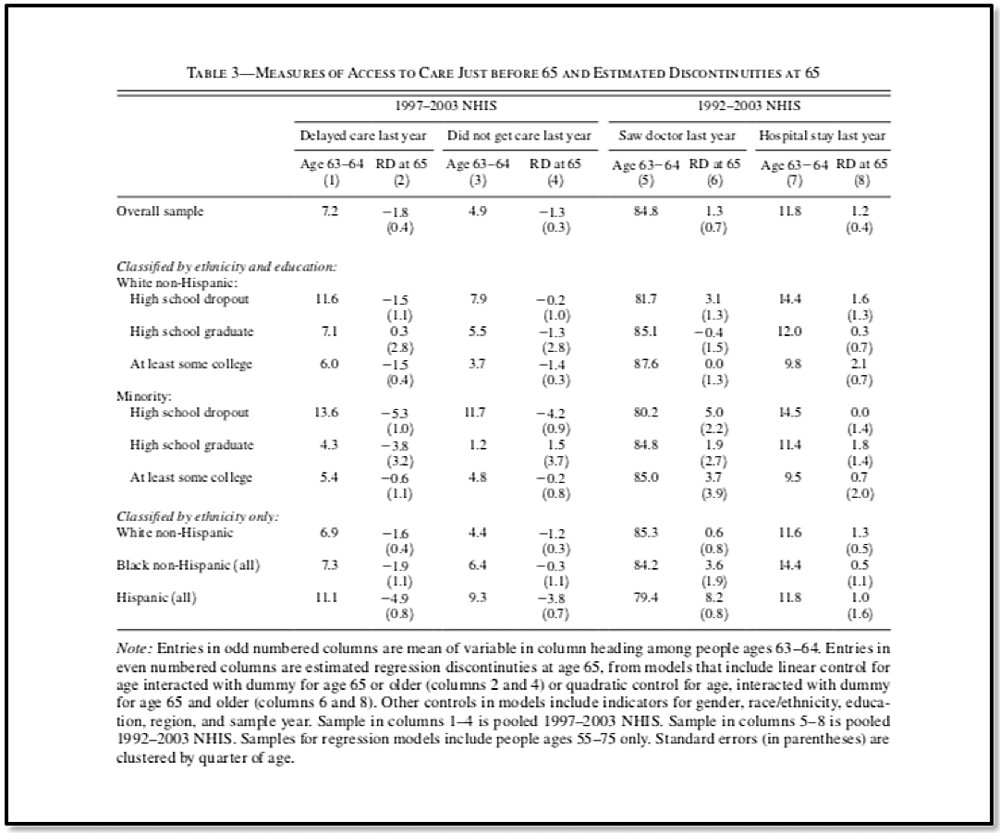 TABLE 3—MEASURES OF ACCESS TO CARE JUST BEFORE 65 AND ESTIMATED DISCONTINUITIES AT 65
1997–2003 NHIS 1992–2003 NHIS
Delayed care last year Did not get care last year Saw doctor last year Hospital stay last year
Age 63–64 RD at 65 Age 63–64 RD at 65 Age 63–64 RD at 65 Age 63–64 RD at 65
(1) (2) (3) (4) (5) (6) (7) (8)
Overall sample 7.2 −1.8 4.9 −1.3 84.8 1.3 11.8 1.2
(0.4) (0.3) (0.7) (0.4)
Classified by ethnicity and education:
White non-Hispanic:
High school dropout 11.6 −1.5 7.9 −0.2 81.7 3.1 14.4 1.6
(1.1) (1.0) (1.3) (1.3)
High school graduate 7.1 0.3 5.5 −1.3 85.1 −0.4 12.0 0.3
(2.8) (2.8) (1.5) (0.7)
At least some college 6.0 −1.5 3.7 −1.4 87.6 0.0 9.8 2.1
(0.4) (0.3) (1.3) (0.7)
Minority:
High school dropout 13.6 −5.3 11.7 −4.2 80.2 5.0 14.5 0.0
(1.0) (0.9) (2.2) (1.4)
High school graduate 4.3 −3.8 1.2 1.5 84.8 1.9 11.4 1.8
(3.2) (3.7) (2.7) (1.4)
At least some college 5.4 −0.6 4.8 −0.2 85.0 3.7 9.5 0.7
(1.1) (0.8) (3.9) (2.0)
Classified by ethnicity only:
White non-Hispanic 6.9 −1.6 4.4 −1.2 85.3 0.6 11.6 1.3
(0.4) (0.3) (0.8) (0.5)
Black non-Hispanic (all) 7.3 −1.9 6.4 −0.3 84.2 3.6 14.4 0.5
(1.1) (1.1) (1.9) (1.1)
Hispanic (all) 11.1 −4.9 9.3 −3.8 79.4 8.2 11.8 1.0
(0.8) (0.7) (0.8) (1.6)
Note: Entries in odd numbered columns are mean of variable in column heading among people ages 63–64. Entries in
even numbered columns are estimated regression discontinuties at age 65, from models that include linear control for
age interacted with dummy for age 65 or older (columns 2 and 4) or quadratic control for age, interacted with dummy
for age 65 and older (columns 6 and 8). Other controls in models include indicators for gender, race/ethnicity, educa-
tion, region, and sample year. Sample in columns 1–4 is pooled 1997–2003 NHIS. Sample in columns 5–8 is pooled
1992–2003 NHIS. Samples for regression models include people ages 55–75 only. Standard errors (in parentheses) are
clustered by quarter of age.